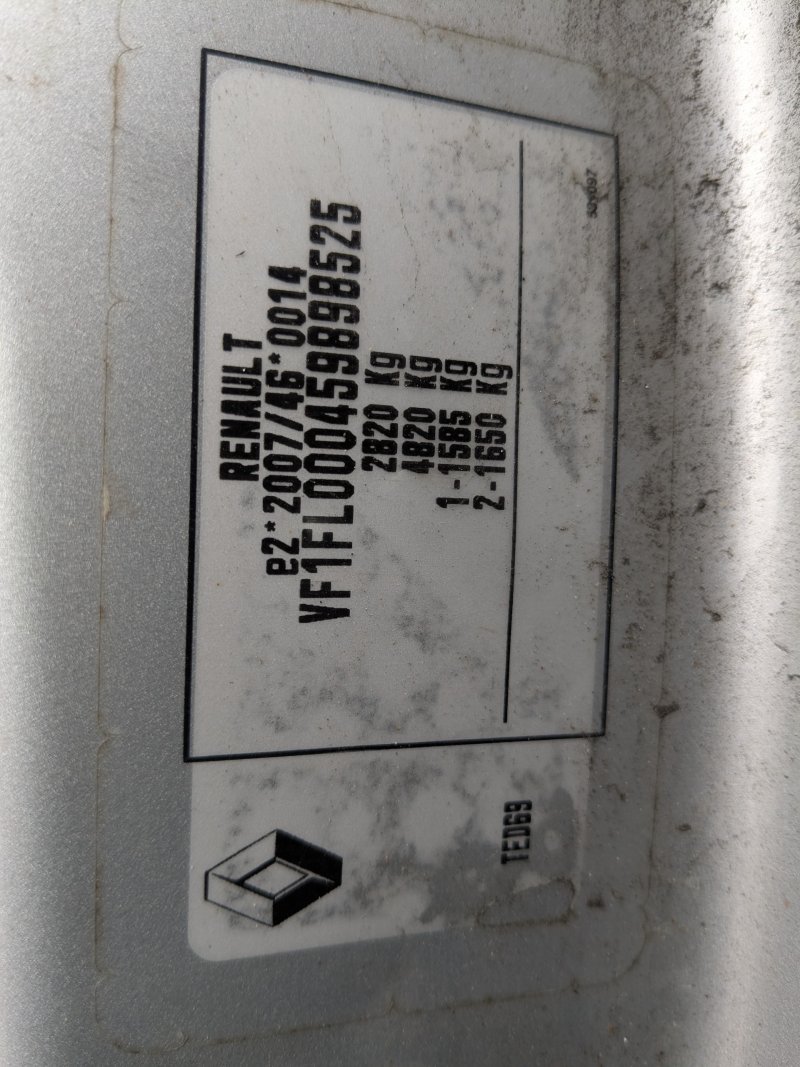 RENAULT
e2*2007/46*0014
VF1FL000459898525
2820 Kg
4820 Kg
1-1585 Kg
2-1650 Kg
TED69